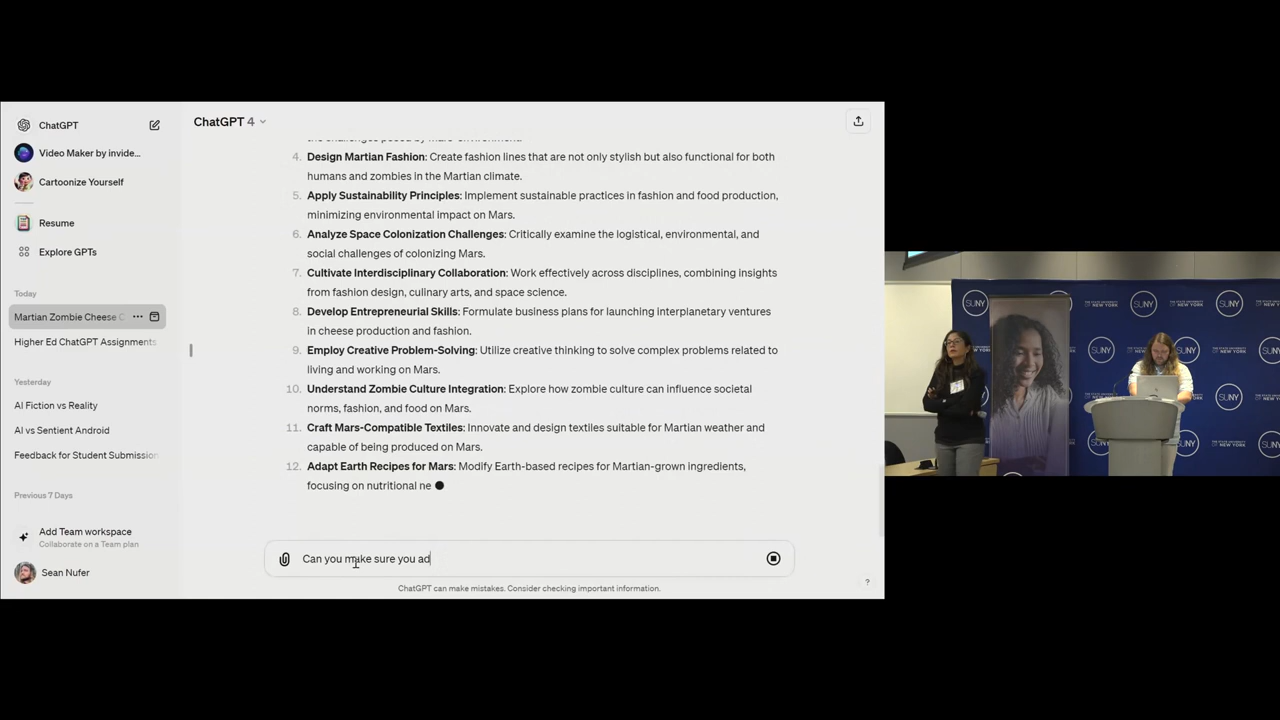 ChatGPT
Video Maker by invide...
Cartoonize Yourself
Resume
Explore GPTs
Today
Martian Zombie Cheese C
Higher Ed ChatGPT Assignments
Yesterday
AI Fiction vs Reality
AI vs Sentient Android
Feedback for Student Submission
Previous 7 Days
Add Team workspace
Collaborate on a Team plan
Sean Nufer
ChatGPT 4
4. Design Martian Fashion: Create fashion lines that are not only stylish but also functional for both
humans and zombies in the Martian climate.
5. Apply Sustainability Principles: Implement sustainable practices in fashion and food production,
minimizing environmental impact on Mars.
6. Analyze Space Colonization Challenges: Critically examine the logistical, environmental, and
social challenges of colonizing Mars.
7. Cultivate Interdisciplinary Collaboration: Work effectively across disciplines, combining insights
from fashion design, culinary arts, and space science.
8. Develop Entrepreneurial Skills: Formulate business plans for launching interplanetary ventures
in cheese production and fashion.
9. Employ Creative Problem-Solving: Utilize creative thinking to solve complex problems related to
living and working on Mars.
10. Understand Zombie Culture Integration: Explore how zombie culture can influence societal
norms, fashion, and food on Mars.
11. Craft Mars-Compatible Textiles: Innovate and design textiles suitable for Martian weather and
capable of being produced on Mars.
12. Adapt Earth Recipes for Mars: Modify Earth-based recipes for Martian-grown ingredients,
focusing on nutritional ne
Can you make sure you ad
ChatGPT can make mistakes. Consider checking important information.
?
SUNY
SUNY
SUNY
SUNY
SUNY
SUNY
SUNY